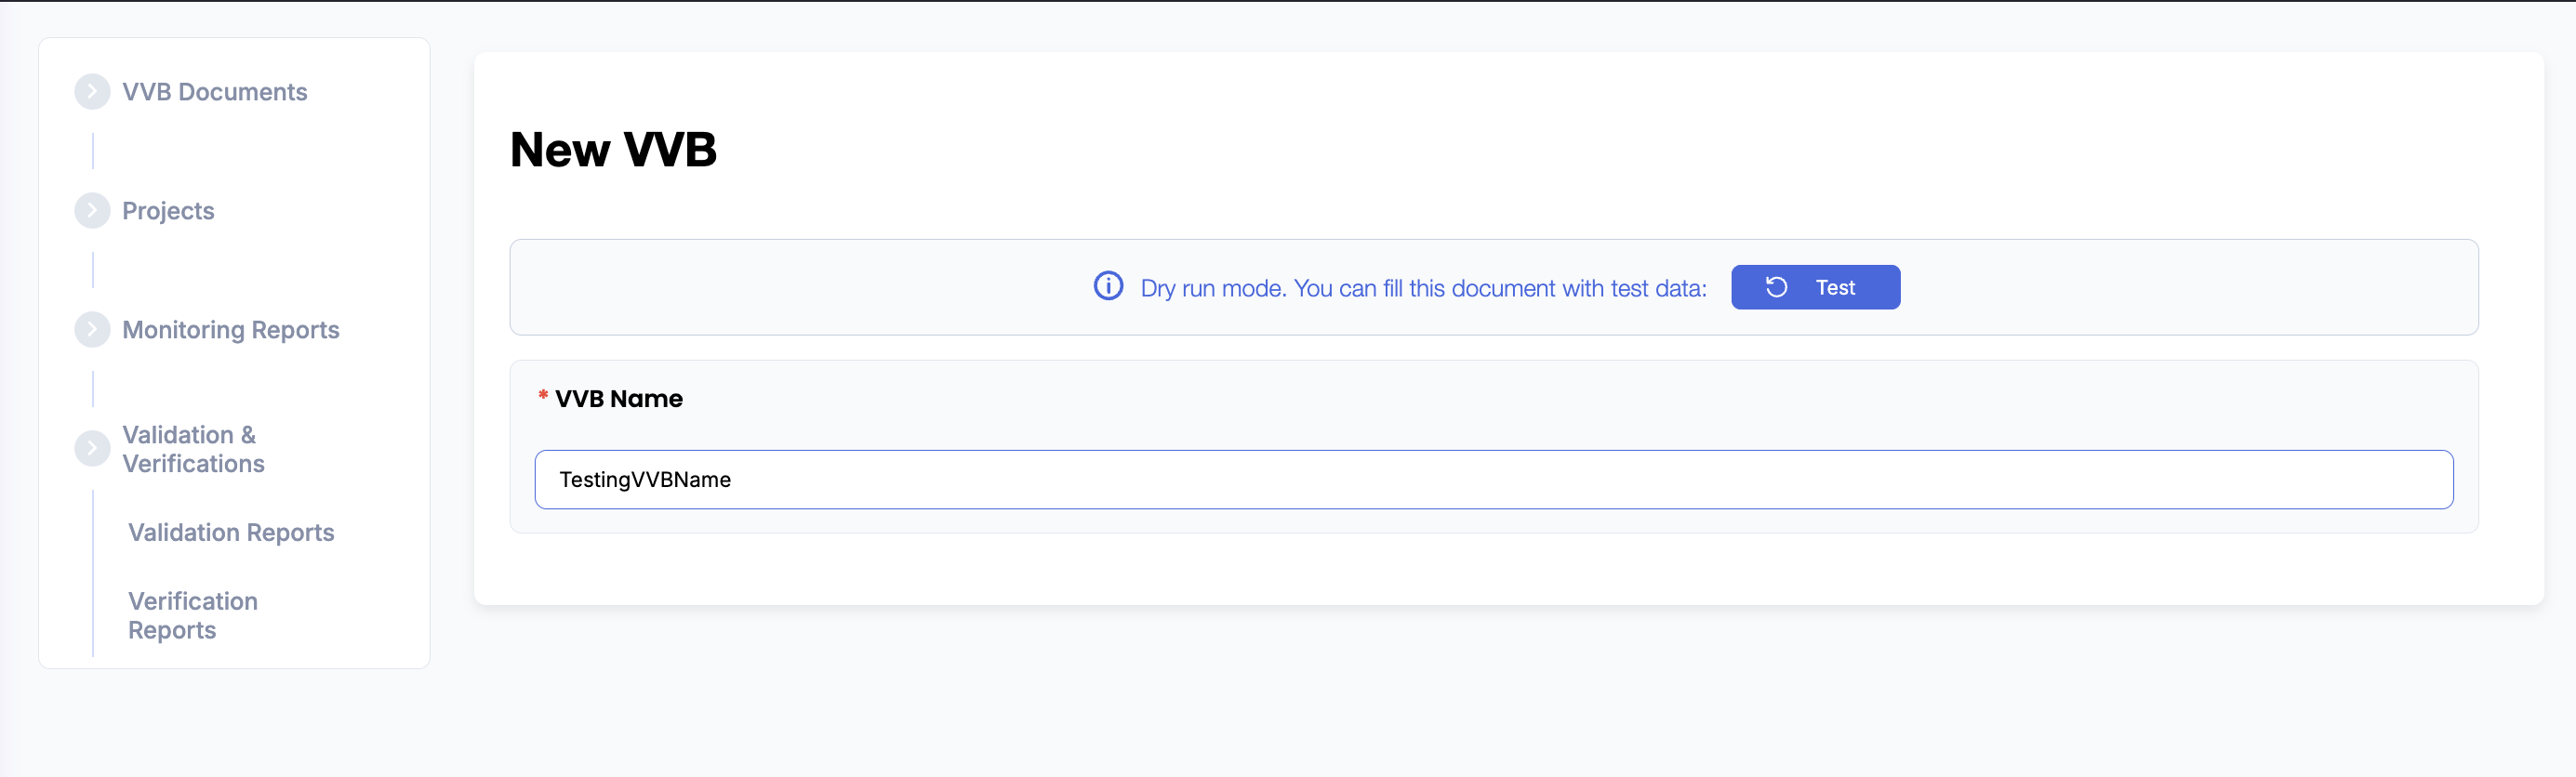 VVB Documents
Projects
Monitoring Reports
Validation &
Verifications
Validation Reports
Verification
Reports
New VVB
Dry run mode. You can fill this document with test data:
Test
* VVB Name
TestingVVBName